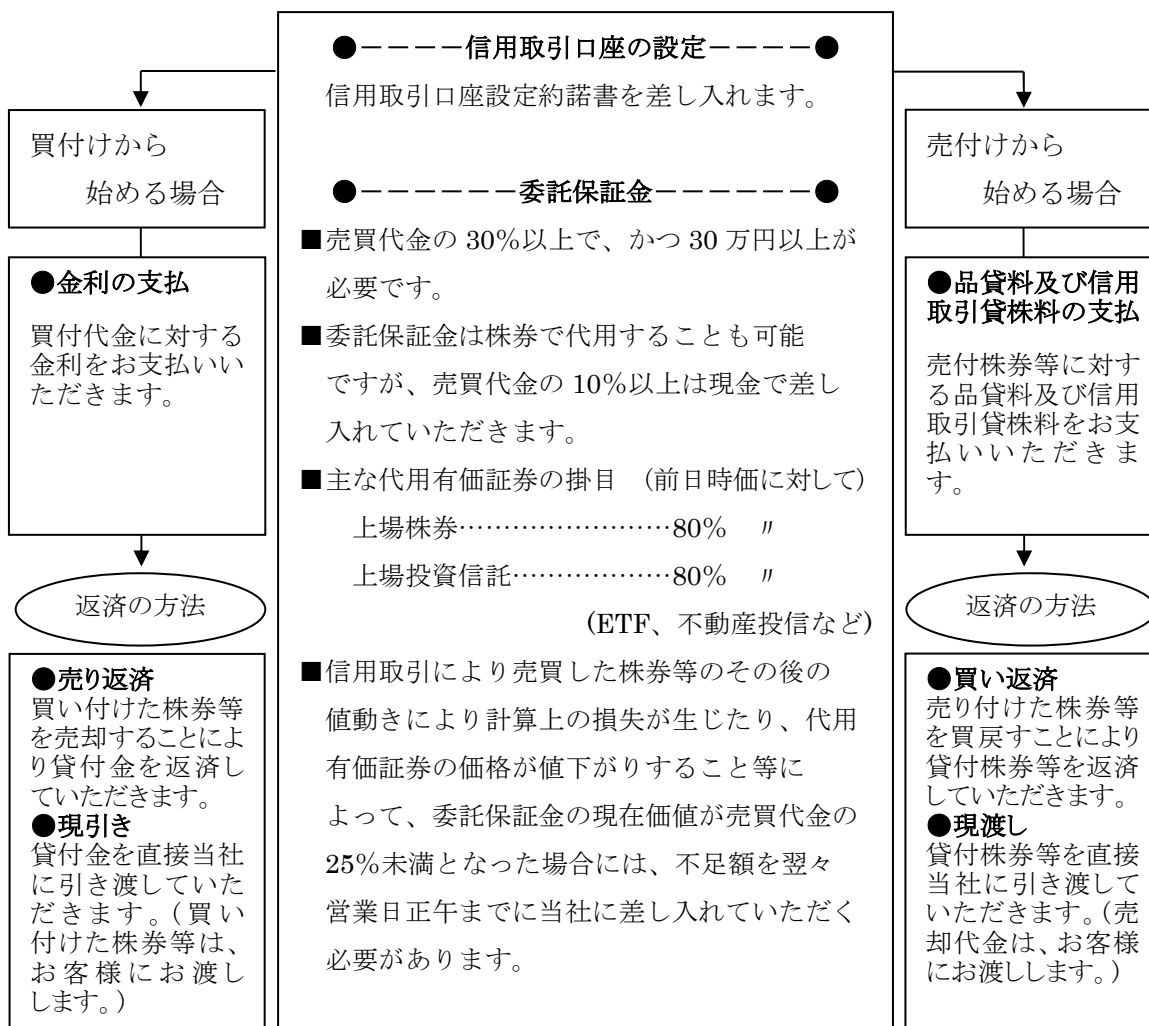 ●－－－－信用取引口座の設定－－－－●
信用取引口座設定約諾書を差し入れます。
●－－－－－－委託保証金－－－－－－●
■売買代金の 30％以上で、かつ 30 万円以上が
必要です。
■委託保証金は株券で代用することも可能
ですが、売買代金の 10％以上は現金で差し
入れていただきます。
■主な代用有価証券の掛目　(前日時価に対して)
上場株券……………………80％　〃
上場投資信託………………80％　〃
(ETF、不動産投信など)
■信用取引により売買した株券等のその後の
値動きにより計算上の損失が生じたり、代用
有価証券の価格が値下がりすること等に
よって、委託保証金の現在価値が売買代金の
25％未満となった場合には、不足額を翌々
営業日正午までに当社に差し入れていただく
必要があります。
買付けから
始める場合
●金利の支払
買付代金に対する
金利をお支払いい
ただきます。
返済の方法
●売り返済
買い付けた株券等
を売却することによ
り貸付金を返済し
ていただきます。
●現引き
貸付金を直接当社
に引き渡していた
だきます。(買い
付けた株券等は、
お客様にお渡し
します。)
売付けから
始める場合
●品貸料及び信用
取引貸株料の支払
売付株券等に対す
る品貸料及び信用
取引貸株料をお支
払いいただきま
す。
返済の方法
●買い返済
売り付けた株券等
を買戻すことにより
貸付株券等を返済
していただきます。
●現渡し
貸付株券等を直接
当社に引き渡して
いただきます。(売
却代金は、お客様
にお渡しします。)